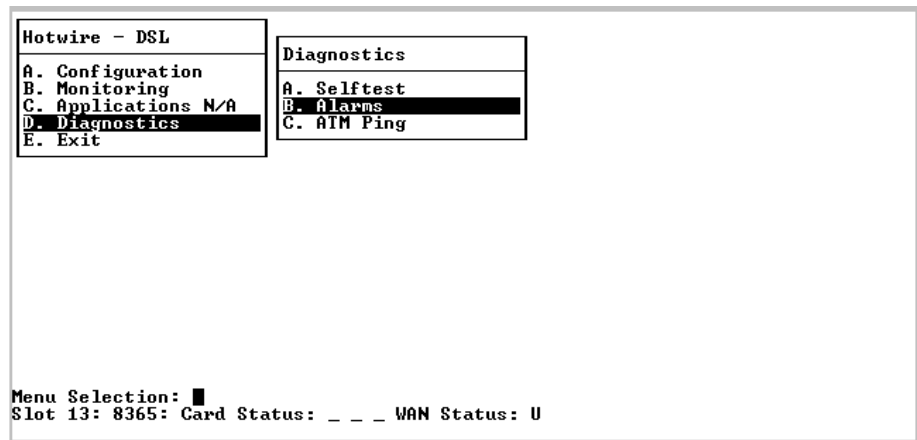 Hotwire - DSL
A. Configuration
B. Monitoring
C. Applications N/A
D. Diagnostics
E. Exit
Diagnostics
A. Selftest
B. Alarms
C. ATM Ping
Menu Selection:
Slot 13: 8365: Card Status: _ _ _ WAN Status: U